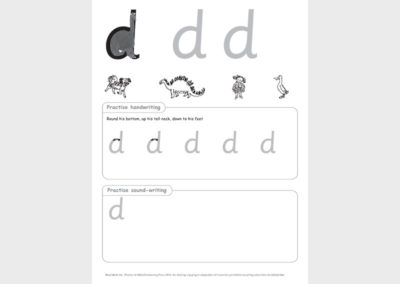 d d d
Practise handwriting
Round his bottom, up his tall neck, down to his feet
d d d d d
Practise sound-writing
d